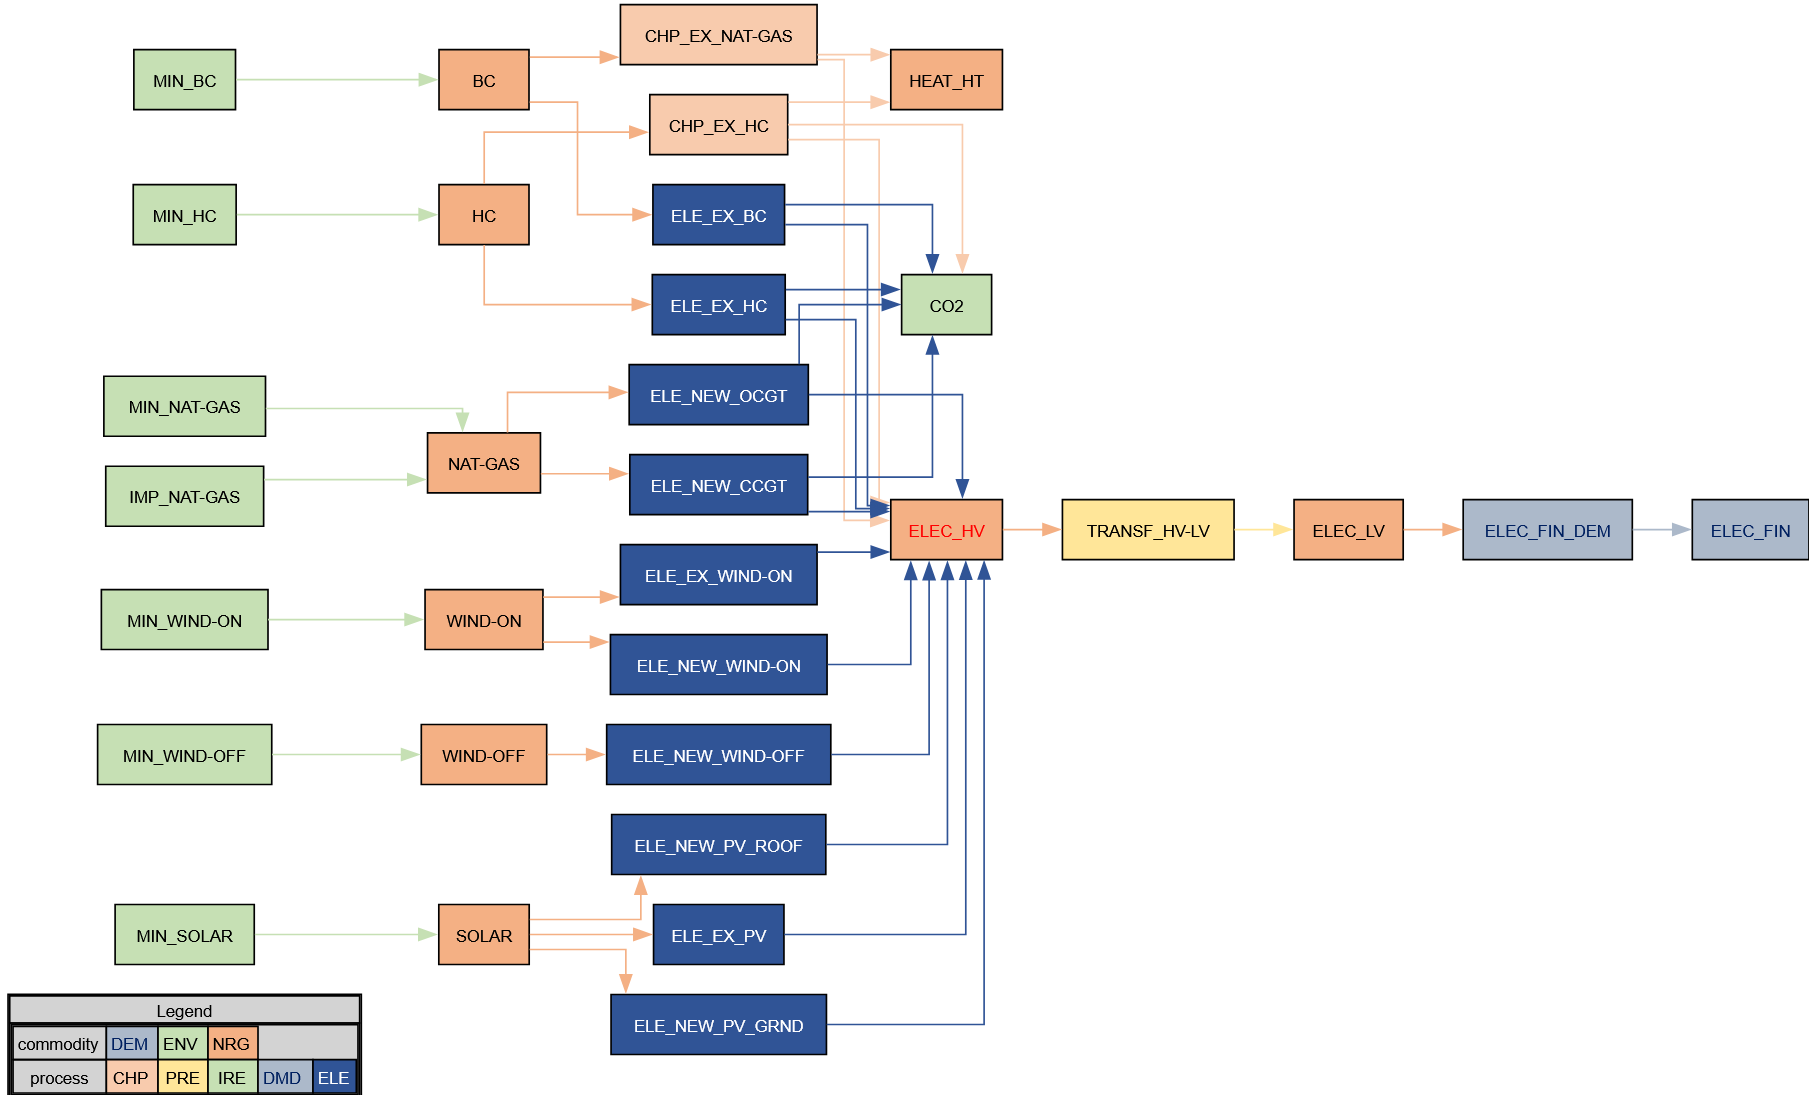 CHP_EX_NAT-GAS
MIN_BC
BC
HEAT_HT
CHP_EX_HC
MIN_HC
HC
ELE_EX_BC
ELE_EX_HC
CO2
MIN_NAT-GAS
ELE_NEW_OCGT
NAT-GAS
IMP_NAT-GAS
ELE_NEW_CCGT
ELEC_HV
TRANSF_HV-LV
ELEC_LV
ELEC_FIN_DEM
ELEC_FIN
ELE_EX_WIND-ON
MIN_WIND-ON
WIND-ON
ELE_NEW_WIND-ON
MIN_WIND-OFF
WIND-OFF
ELE_NEW_WIND-OFF
ELE_NEW_PV_ROOF
MIN_SOLAR
SOLAR
ELE_EX_PV
ELE_NEW_PV_GRND
Legend
commodity DEM ENV NRG
process CHP PRE IRE DMD ELE